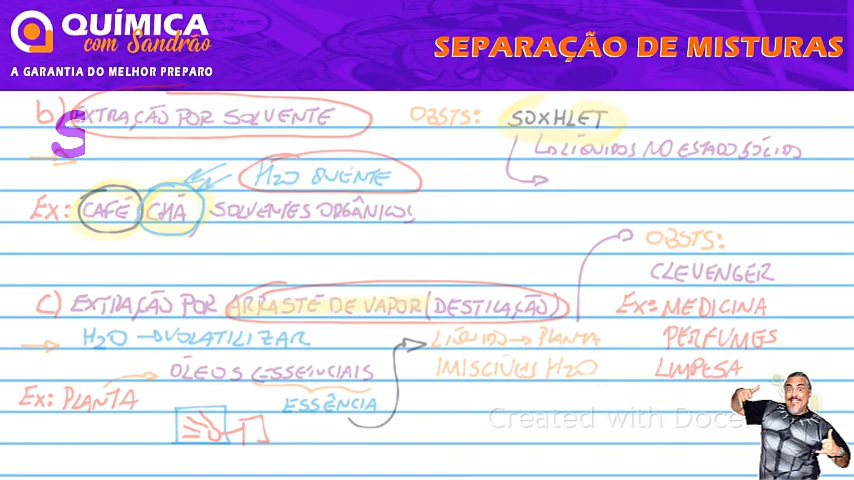 QUÍMICA
com Sandrão
A GARANTIA DO MELHOR PREPARO
SEPARAÇÃO DE MISTURAS
b) EXTRAÇÃO POR SOLVENTE
OBSTS: SOXHLET
LÍQUIDOS NO ESTADO SÓLIDO
H2O QUENTE
Ex: CAFÉ CHÁ, SOLVENTES ORGÂNICOS
OBSTS:
CLEVENGER
c) EXTRAÇÃO POR ARRASTE DE VAPOR (DESTILAÇÃO)
Ex: MEDICINA
H2O → VOLATILIZAR
LÍQUIDO → PLANTA
PERFUMES
ÓLEOS ESSENCIAIS
IMISCÍVEIS H2O
LIMPESA
Ex: PLANTA
ESSÊNCIA
Created with Doce